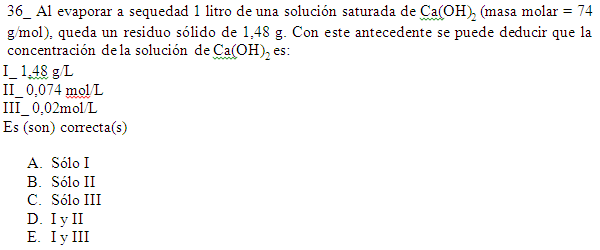 36_ Al evaporar a sequedad 1 litro de una solución saturada de Ca(OH)₂ (masa molar = 74
g/mol), queda un residuo sólido de 1,48 g. Con este antecedente se puede deducir que la
concentración de la solución de Ca(OH)₂ es:
I_ 1,48 g/L
II_ 0,074 mol/L
III_ 0,02mol/L
Es (son) correcta(s)
A. Sólo I
B. Sólo II
C. Sólo III
D. I y II
E. I y III